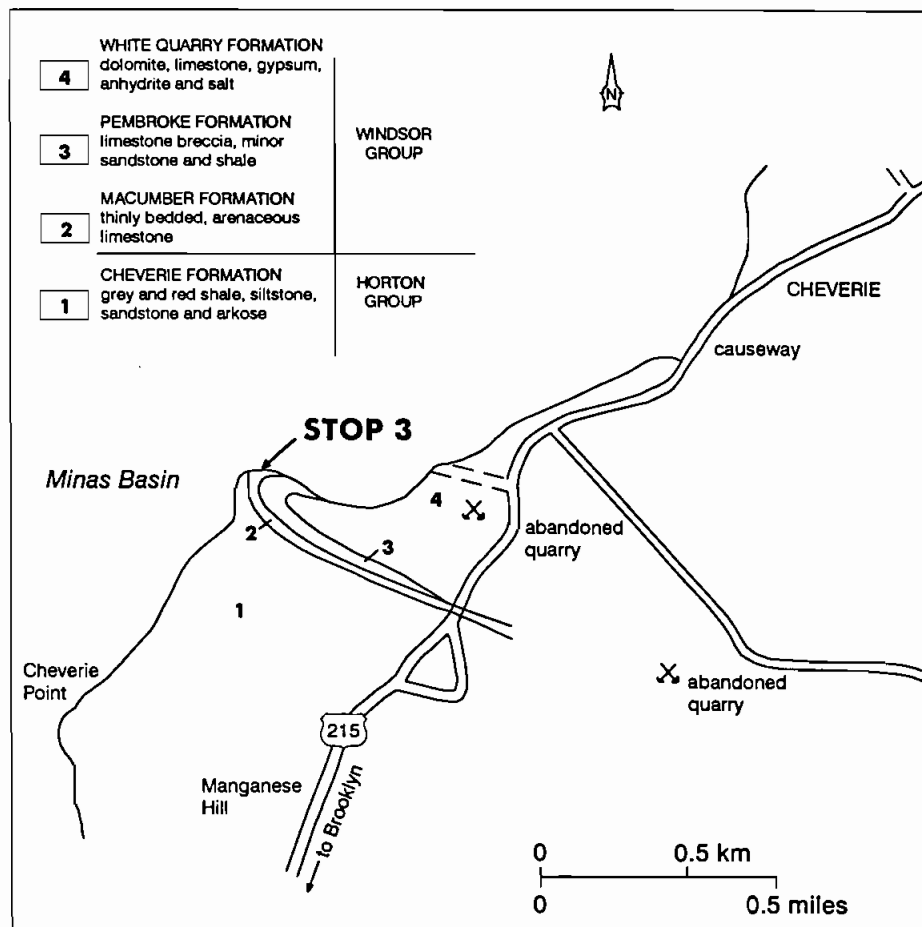 4
WHITE QUARRY FORMATION
dolomite, limestone, gypsum,
anhydrite and salt
3
PEMBROKE FORMATION
limestone breccia, minor
sandstone and shale
WINDSOR
GROUP
2
MACUMBER FORMATION
thinly bedded, arenaceous
limestone
1
CHEVERIE FORMATION
grey and red shale, siltstone,
sandstone and arkose
HORTON
GROUP
N
CHEVERIE
causeway
STOP 3
Minas Basin
4
abandoned
quarry
2
3
1
Cheverie
Point
abandoned
quarry
215
Manganese
Hill
to Brooklyn
0 0.5 km
0 0.5 miles